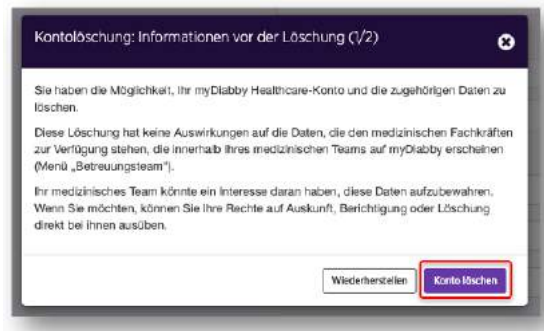 Kontolöschung: Informationen vor der Löschung (1/2)
Sie haben die Möglichkeit, Ihr myDiabby Healthcare-Konto und die zugehörigen Daten zu
löschen.
Diese Löschung hat keine Auswirkungen auf die Daten, die den medizinischen Fachkräften
zur Verfügung stehen, die innerhalb Ihres medizinischen Teams auf myDiabby erscheinen
(Menü „Betreuungsteam").
Ihr medizinisches Team könnte ein Interesse daran haben, diese Daten aufzubewahren.
Wenn Sie möchten, können Sie Ihre Rechte auf Auskunft, Berichtigung oder Löschung
direkt bei ihnen ausüben.
Wiederherstellen Konto löschen